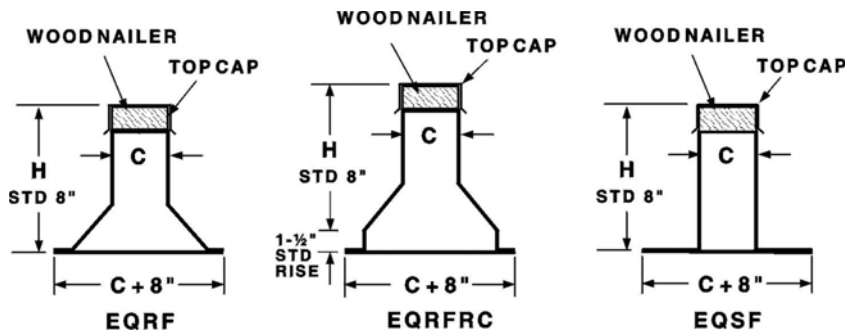 WOOD NAILER
TOP CAP
C
H
STD 8"
C + 8"
EQRF
WOOD NAILER
TOP CAP
C
H
STD 8"
1-½"
STD
RISE
C + 8"
EQRFRC
WOOD NAILER
TOP CAP
C
H
STD 8"
C + 8"
EQSF